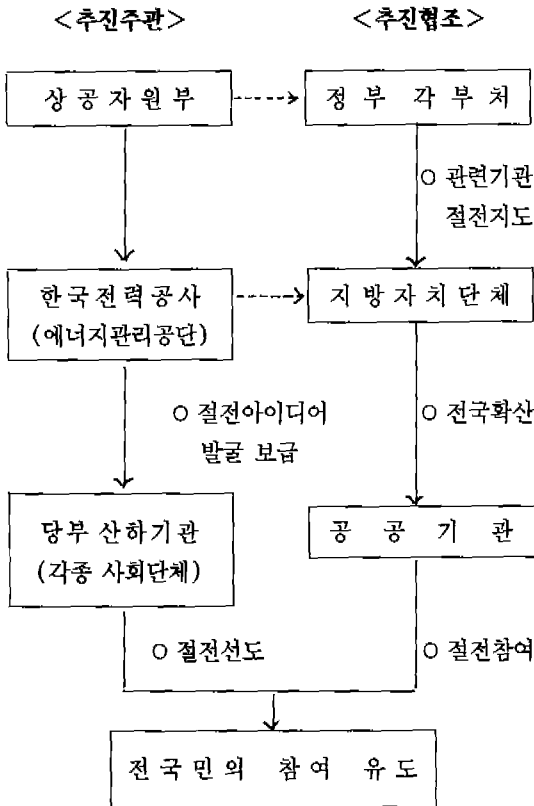 <추진주관> <추진협조>
상공자원부 정부 각부처
○ 관련기관
절전지도
한국전력공사 지방자치단체
(에너지관리공단)
○ 절전아이디어 ○ 전국확산
발굴 보급
당부 산하기관 공공기관
(각종 사회단체)
○ 절전선도 ○ 절전참여
전국민의 참여 유도